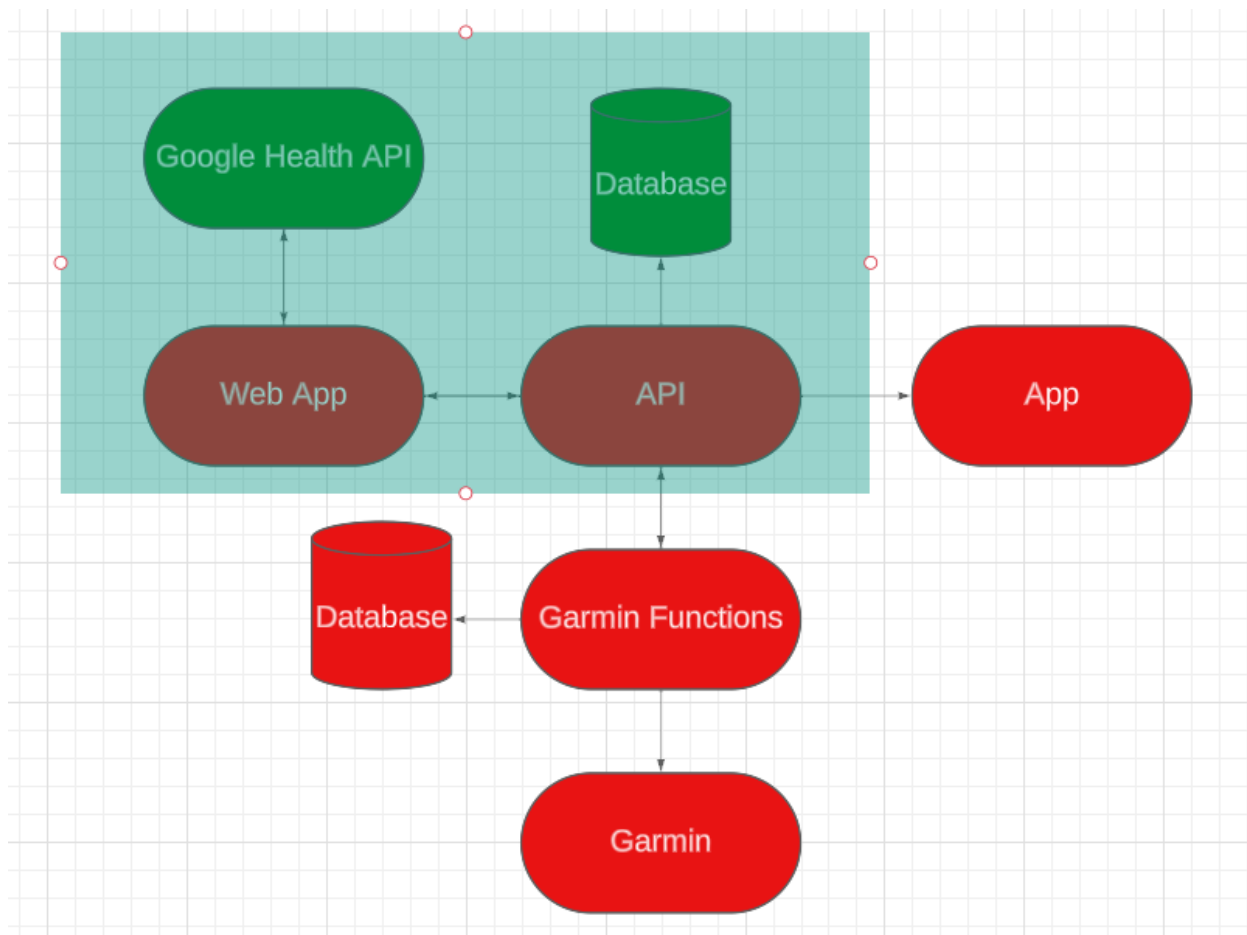 Google Health API
Database
Web App
API
App
Database
Garmin Functions
Garmin